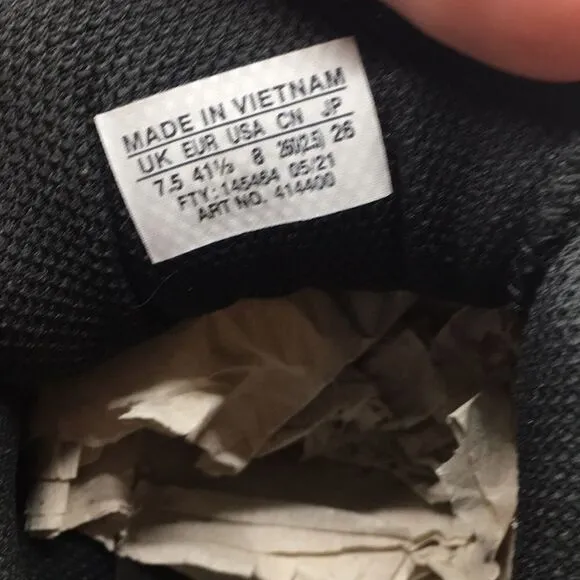 MADE IN VIETNAM
UK EUR USA CN JP
7.5 41⅓ 8 260(2.5) 26
FTY: 145464 05/21
ART NO. 414400